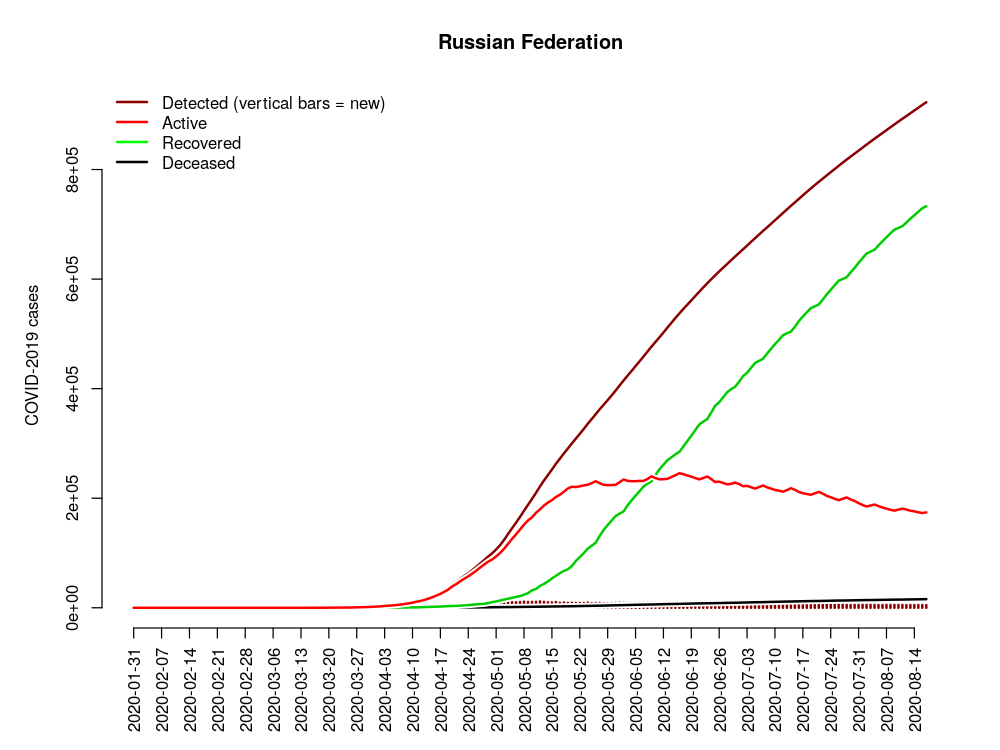 Russian Federation
Detected (vertical bars = new)
Active
Recovered
Deceased
COVID-2019 cases
8e+05
6e+05
4e+05
2e+05
0e+00
2020-01-31
2020-02-07
2020-02-14
2020-02-21
2020-02-28
2020-03-06
2020-03-13
2020-03-20
2020-03-27
2020-04-03
2020-04-10
2020-04-17
2020-04-24
2020-05-01
2020-05-08
2020-05-15
2020-05-22
2020-05-29
2020-06-05
2020-06-12
2020-06-19
2020-06-26
2020-07-03
2020-07-10
2020-07-17
2020-07-24
2020-07-31
2020-08-07
2020-08-14